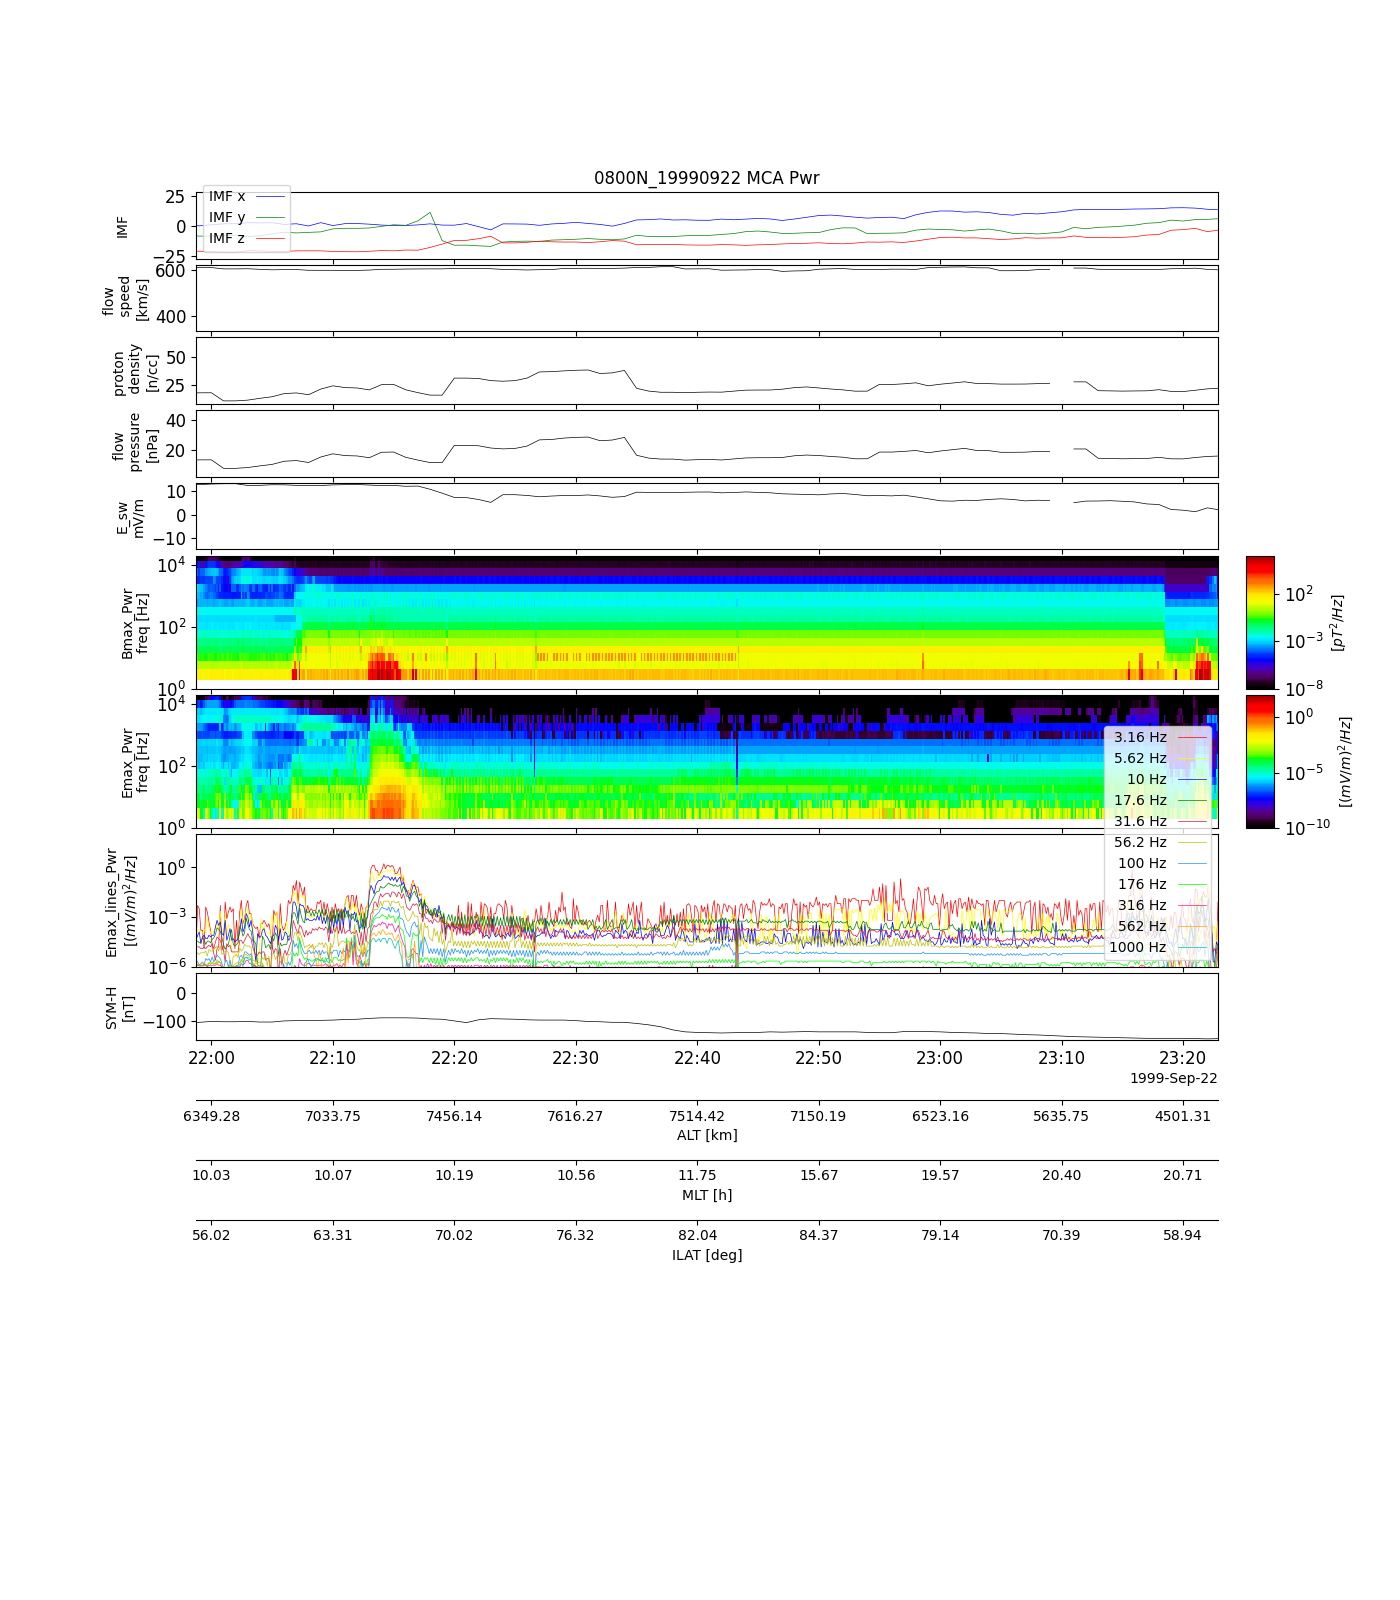 0800N_19990922 MCA Pwr
25
0
−25
IMF
IMF x
IMF y
IMF z
600
400
flow
speed
[km/s]
50
25
proton
density
[n/cc]
40
20
flow
pressure
[nPa]
10
0
−10
E_sw
mV/m
10^4
10^2
10^0
Bmax_Pwr
freq [Hz]
10^2
10^-3
10^-8
[pT^2/Hz]
10^4
10^2
10^0
Emax_Pwr
freq [Hz]
10^0
10^-5
10^-10
[(mV/m)^2/Hz]
3.16 Hz
5.62 Hz
10 Hz
17.6 Hz
31.6 Hz
56.2 Hz
100 Hz
176 Hz
316 Hz
562 Hz
1000 Hz
10^0
10^-3
10^-6
Emax_lines_Pwr
[(mV/m)^2/Hz]
0
−100
SYM-H
[nT]
22:00 22:10 22:20 22:30 22:40 22:50 23:00 23:10 23:20
1999-Sep-22
6349.28 7033.75 7456.14 7616.27 7514.42 7150.19 6523.16 5635.75 4501.31
ALT [km]
10.03 10.07 10.19 10.56 11.75 15.67 19.57 20.40 20.71
MLT [h]
56.02 63.31 70.02 76.32 82.04 84.37 79.14 70.39 58.94
ILAT [deg]